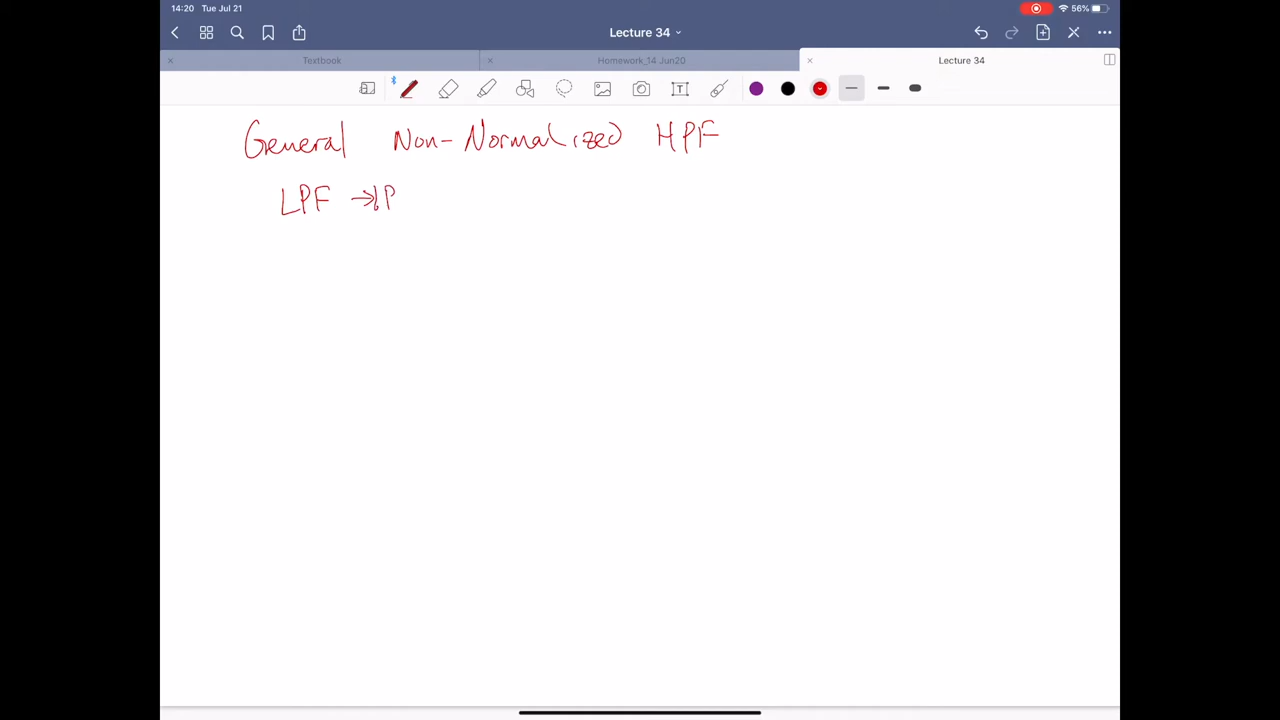 14:20 Tue Jul 21
56%
Lecture 34
Textbook
Homework_14 Jun20
Lecture 34
General Non-Normalized HPF
LPF →